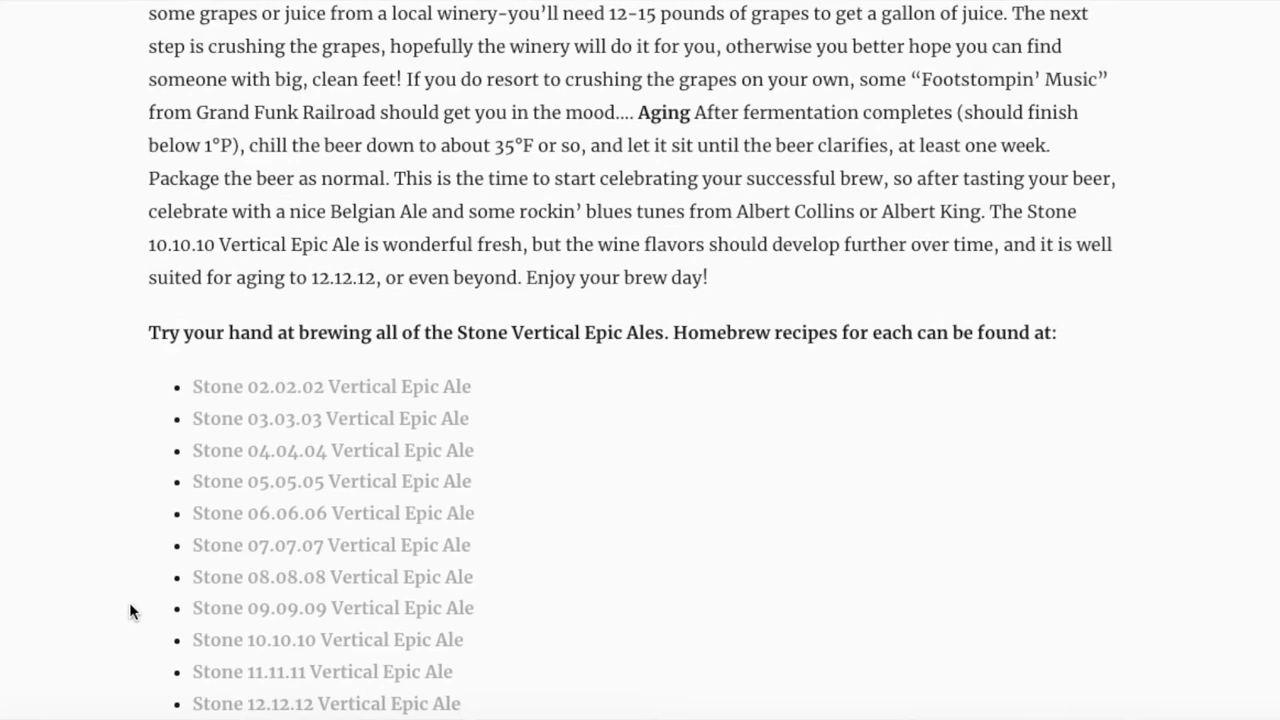 some grapes or juice from a local winery-you’ll need 12-15 pounds of grapes to get a gallon of juice. The next
step is crushing the grapes, hopefully the winery will do it for you, otherwise you better hope you can find
someone with big, clean feet! If you do resort to crushing the grapes on your own, some “Footstompin’ Music”
from Grand Funk Railroad should get you in the mood…. Aging After fermentation completes (should finish
below 1°P), chill the beer down to about 35°F or so, and let it sit until the beer clarifies, at least one week.
Package the beer as normal. This is the time to start celebrating your successful brew, so after tasting your beer,
celebrate with a nice Belgian Ale and some rockin’ blues tunes from Albert Collins or Albert King. The Stone
10.10.10 Vertical Epic Ale is wonderful fresh, but the wine flavors should develop further over time, and it is well
suited for aging to 12.12.12, or even beyond. Enjoy your brew day!
Try your hand at brewing all of the Stone Vertical Epic Ales. Homebrew recipes for each can be found at:
• Stone 02.02.02 Vertical Epic Ale
• Stone 03.03.03 Vertical Epic Ale
• Stone 04.04.04 Vertical Epic Ale
• Stone 05.05.05 Vertical Epic Ale
• Stone 06.06.06 Vertical Epic Ale
• Stone 07.07.07 Vertical Epic Ale
• Stone 08.08.08 Vertical Epic Ale
• Stone 09.09.09 Vertical Epic Ale
• Stone 10.10.10 Vertical Epic Ale
• Stone 11.11.11 Vertical Epic Ale
• Stone 12.12.12 Vertical Epic Ale